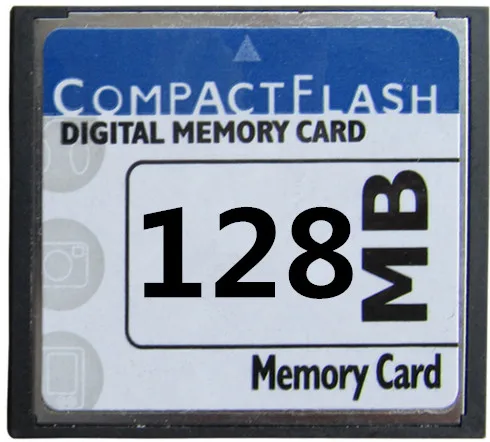 COMPACTFLASH
DIGITAL MEMORY CARD
128 MB
Memory Card